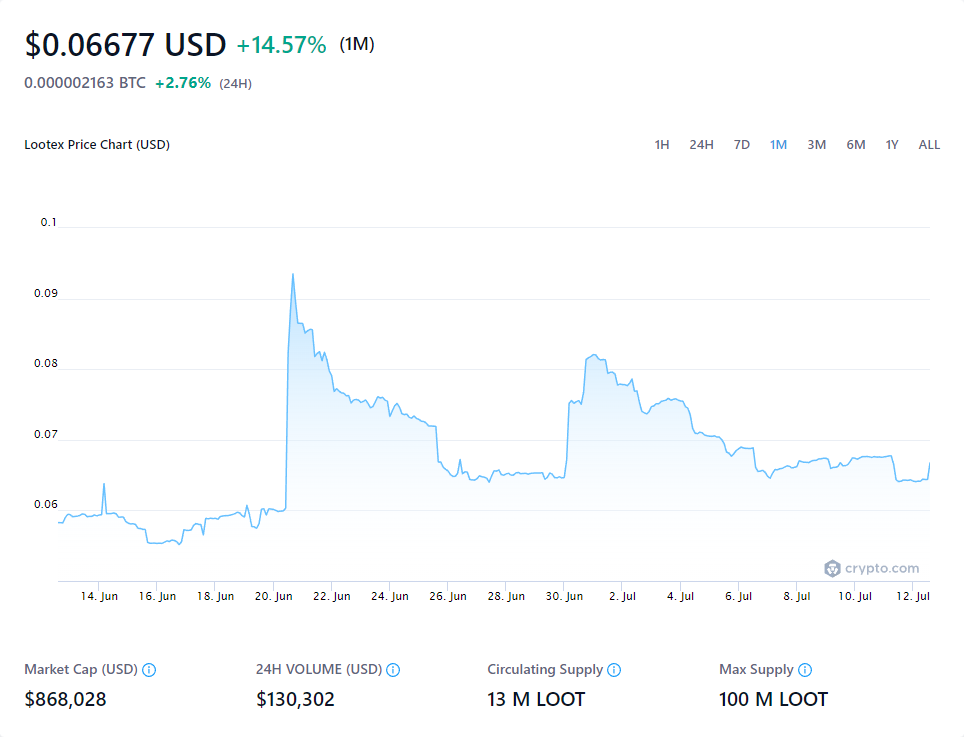 $0.06677 USD +14.57% (1M)
0.000002163 BTC +2.76% (24H)
Lootex Price Chart (USD) 1H 24H 7D 1M 3M 6M 1Y ALL
0.1
0.09
0.08
0.07
0.06
crypto.com
14. Jun 16. Jun 18. Jun 20. Jun 22. Jun 24. Jun 26. Jun 28. Jun 30. Jun 2. Jul 4. Jul 6. Jul 8. Jul 10. Jul 12. Jul
Market Cap (USD) 24H VOLUME (USD) Circulating Supply Max Supply
$868,028 $130,302 13 M LOOT 100 M LOOT